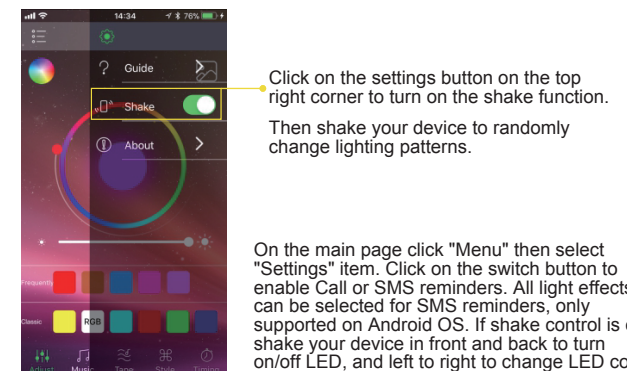 14:34
76%
Guide
Shake
About
Frequently
Classic
RGB
Adjust
Music
Tape
Style
Timing
Click on the settings button on the top
right corner to turn on the shake function.
Then shake your device to randomly
change lighting patterns.
On the main page click "Menu" then select
"Settings" item. Click on the switch button to
enable Call or SMS reminders. All light effects
can be selected for SMS reminders, only
supported on Android OS. If shake control is
shake your device in front and back to turn
on/off LED, and left to right to change LED